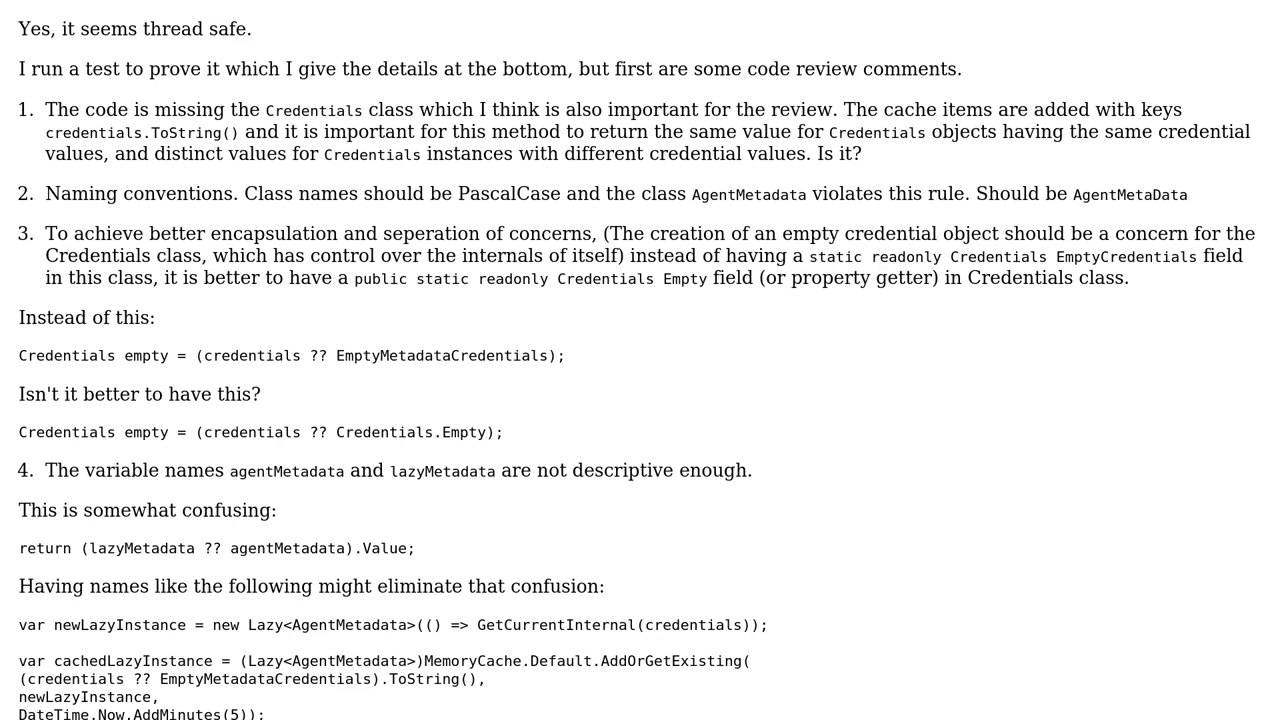 Yes, it seems thread safe.
I run a test to prove it which I give the details at the bottom, but first are some code review comments.
1. The code is missing the Credentials class which I think is also important for the review. The cache items are added with keys
credentials.ToString() and it is important for this method to return the same value for Credentials objects having the same credential
values, and distinct values for Credentials instances with different credential values. Is it?
2. Naming conventions. Class names should be PascalCase and the class AgentMetadata violates this rule. Should be AgentMetaData
3. To achieve better encapsulation and seperation of concerns, (The creation of an empty credential object should be a concern for the
Credentials class, which has control over the internals of itself) instead of having a static readonly Credentials EmptyCredentials field
in this class, it is better to have a public static readonly Credentials Empty field (or property getter) in Credentials class.
Instead of this:
Credentials empty = (credentials ?? EmptyMetadataCredentials);
Isn't it better to have this?
Credentials empty = (credentials ?? Credentials.Empty);
4. The variable names agentMetadata and lazyMetadata are not descriptive enough.
This is somewhat confusing:
return (lazyMetadata ?? agentMetadata).Value;
Having names like the following might eliminate that confusion:
var newLazyInstance = new Lazy<AgentMetadata>(() => GetCurrentInternal(credentials));
var cachedLazyInstance = (Lazy<AgentMetadata>)MemoryCache.Default.AddOrGetExisting(
(credentials ?? EmptyMetadataCredentials).ToString(),
newLazyInstance,
DateTime.Now.AddMinutes(5));